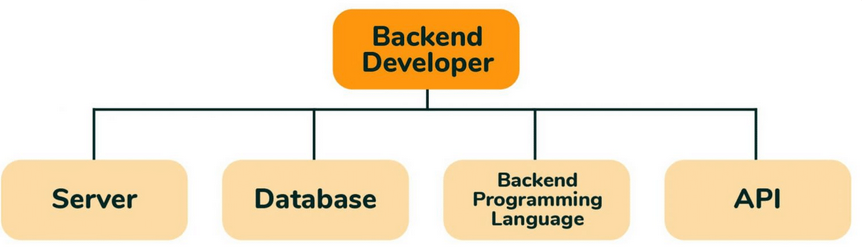 Backend
Developer
Server
Database
Backend
Programming
Language
API